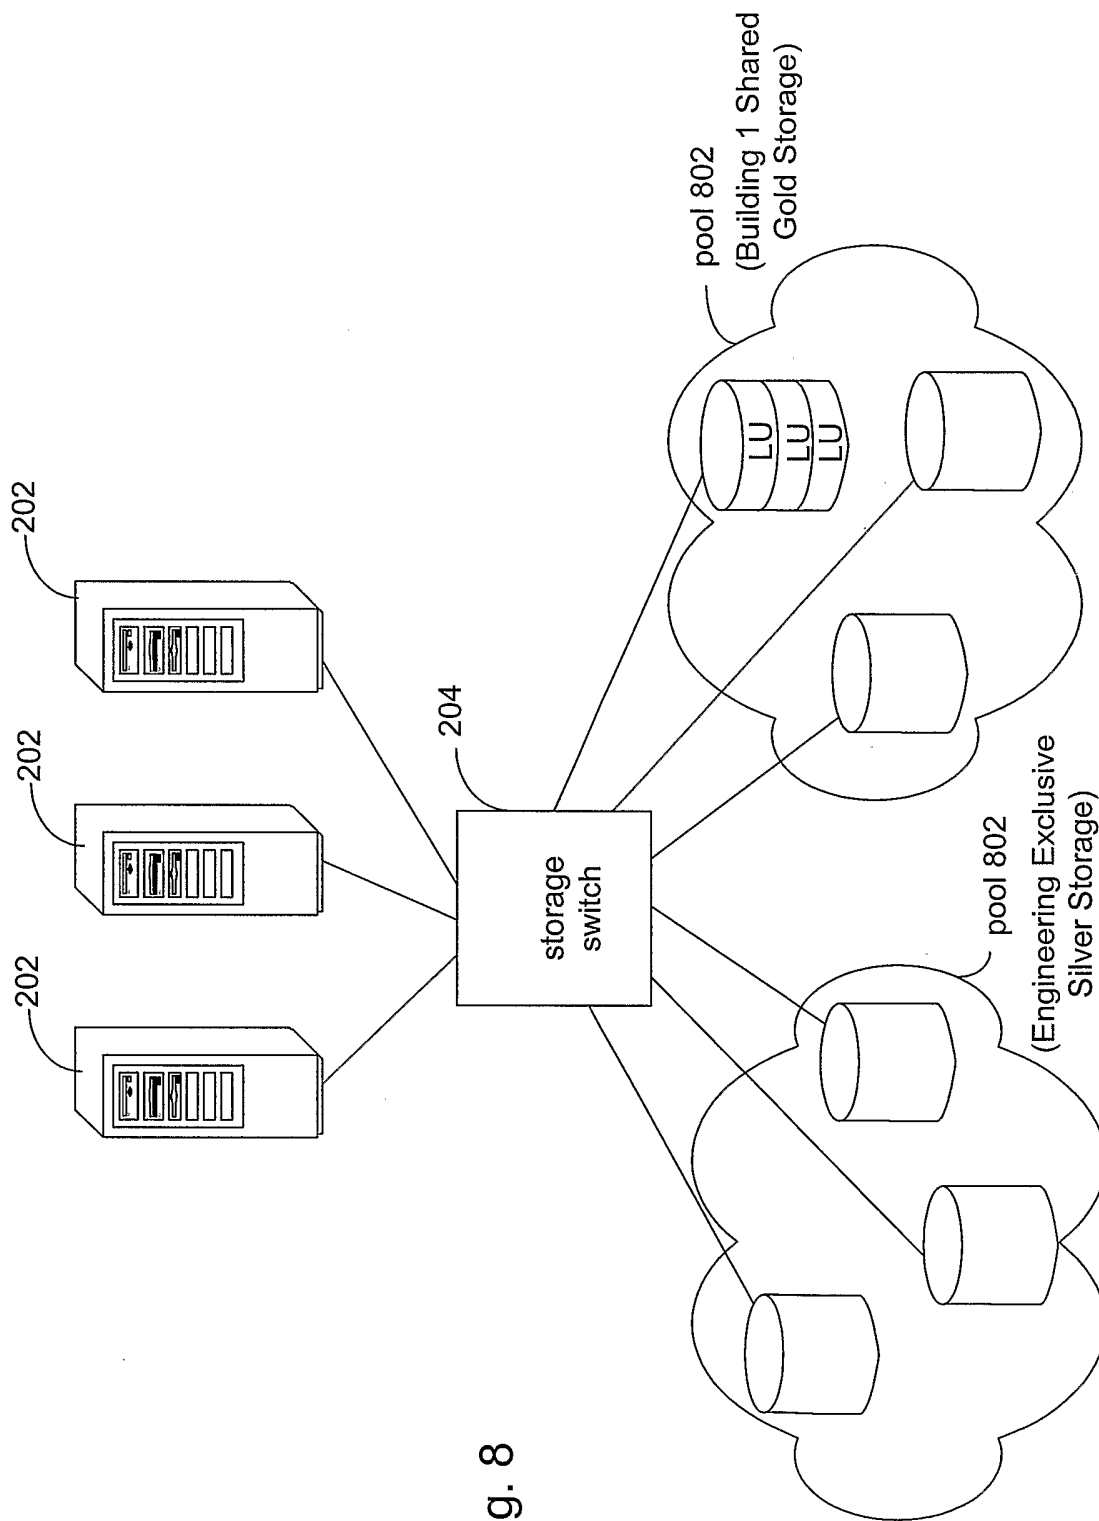 202
202
202
204
storage
switch
pool 802
(Building 1 Shared
Gold Storage)
LU
LU
LU
pool 802
(Engineering Exclusive
Silver Storage)
g. 8